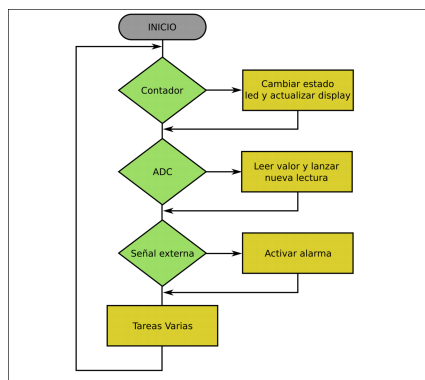 INICIO
Contador
Cambiar estado
led y actualizar display
ADC
Leer valor y lanzar
nueva lectura
Señal externa
Activar alarma
Tareas Varias